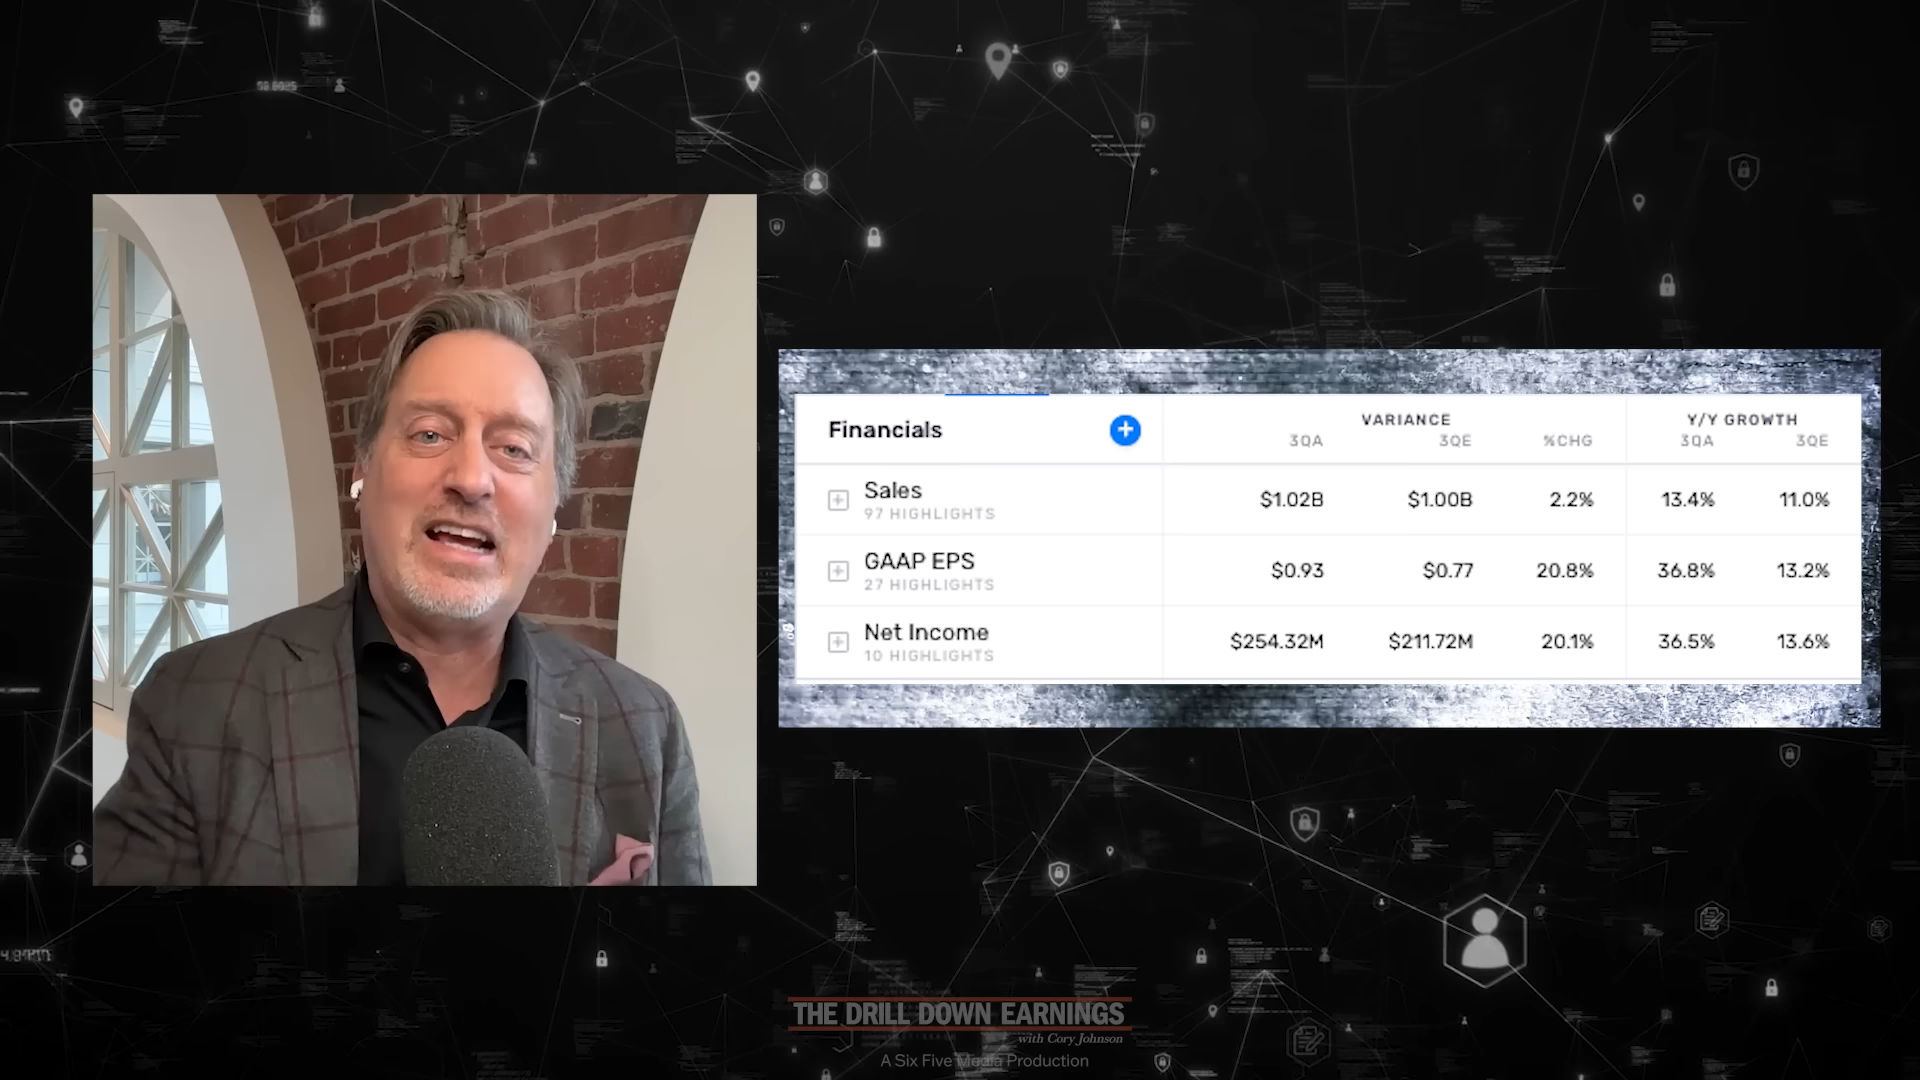 Financials
VARIANCE
Y/Y GROWTH
3QA 3QE %CHG 3QA 3QE
Sales $1.02B $1.00B 2.2% 13.4% 11.0%
97 HIGHLIGHTS
GAAP EPS $0.93 $0.77 20.8% 36.8% 13.2%
27 HIGHLIGHTS
Net Income $254.32M $211.72M 20.1% 36.5% 13.6%
10 HIGHLIGHTS
THE DRILL DOWN EARNINGS
with Cory Johnson
A Six Five Media Production